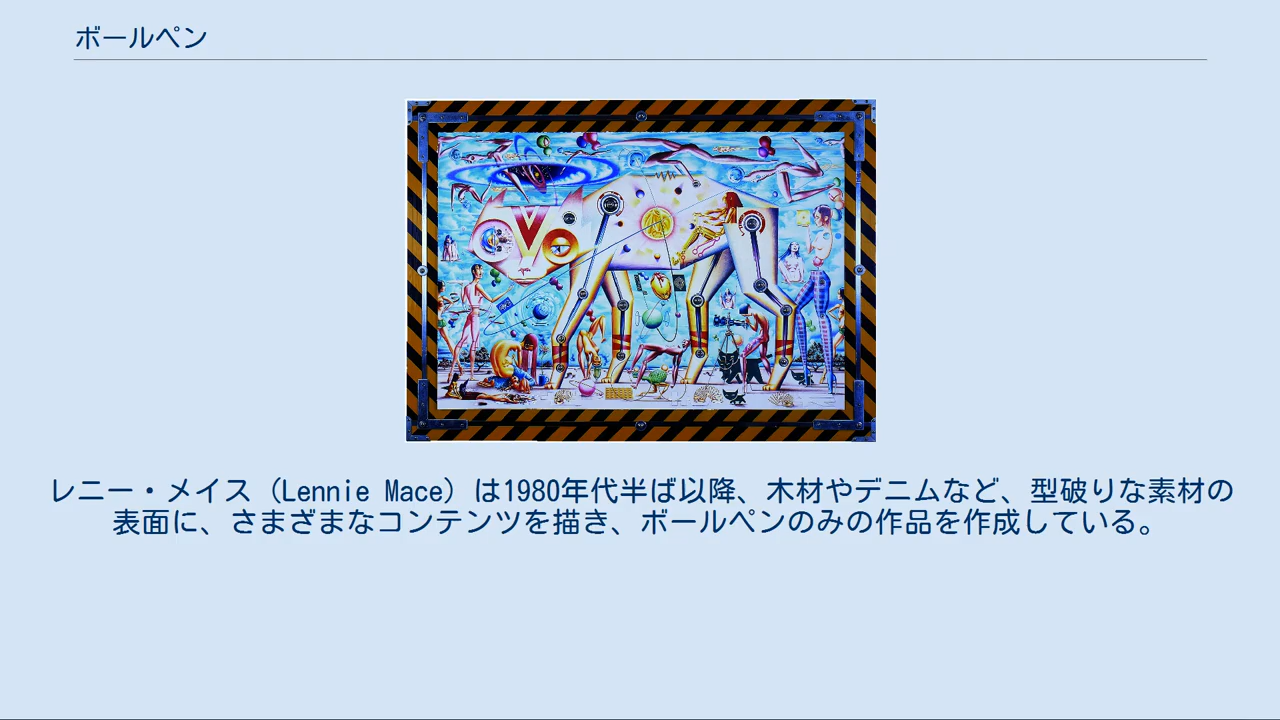 ボールペン
レニー・メイス（Lennie Mace）は1980年代半ば以降、木材やデニムなど、型破りな素材の
表面に、さまざまなコンテンツを描き、ボールペンのみの作品を作成している。